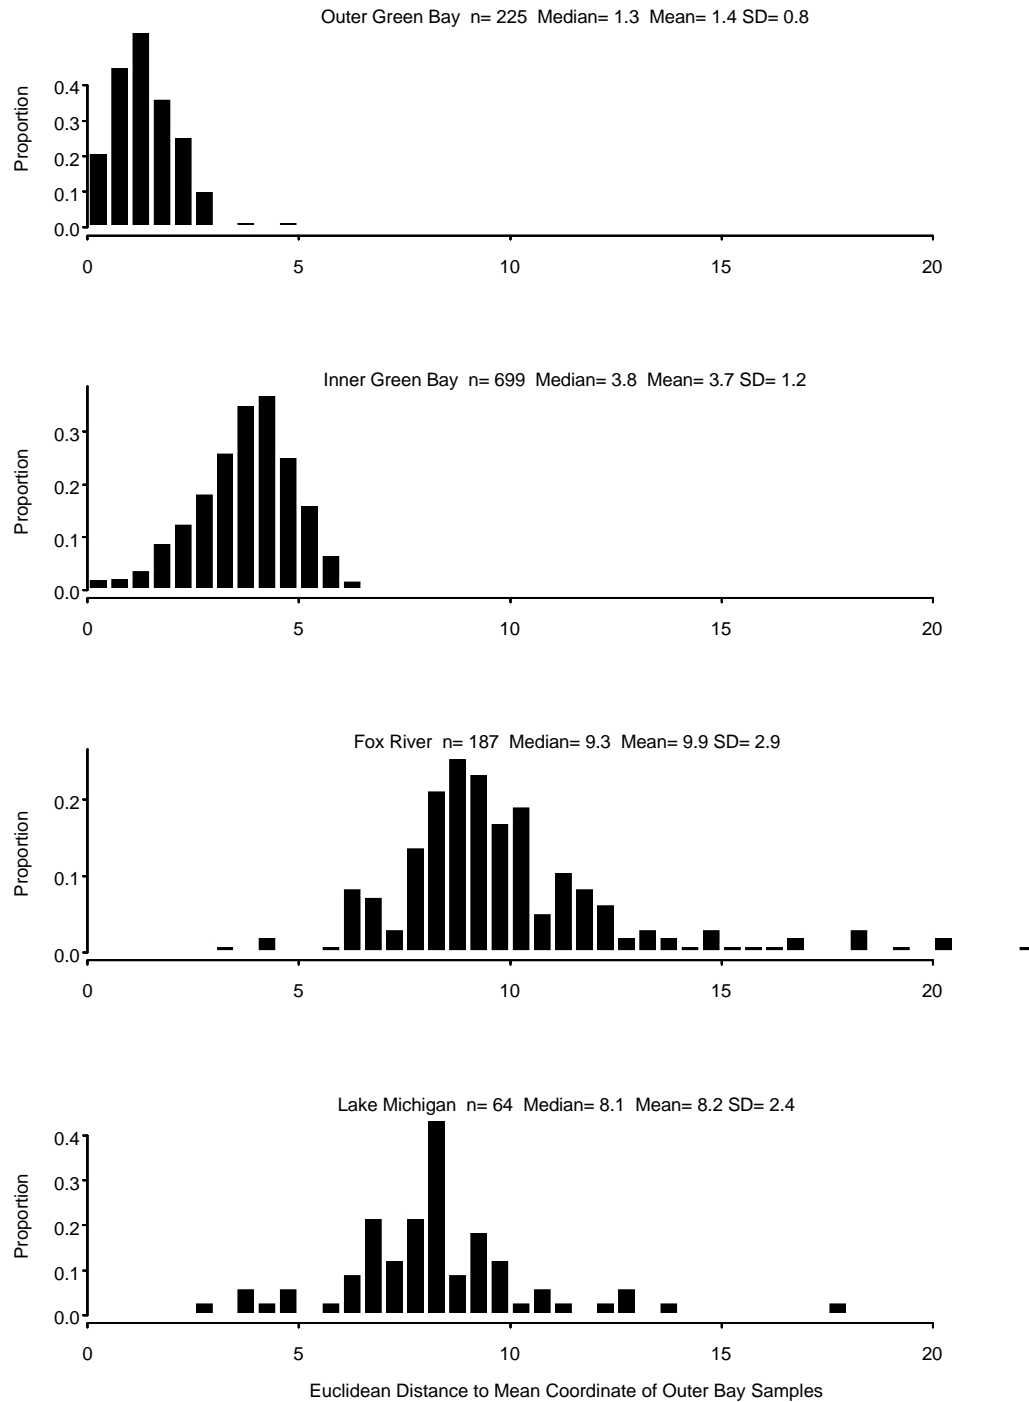 Outer Green Bay n= 225 Median= 1.3 Mean= 1.4 SD= 0.8
Proportion
0.4
0.3
0.2
0.1
0.0
0 5 10 15 20
Inner Green Bay n= 699 Median= 3.8 Mean= 3.7 SD= 1.2
Proportion
0.3
0.2
0.1
0.0
0 5 10 15 20
Fox River n= 187 Median= 9.3 Mean= 9.9 SD= 2.9
Proportion
0.2
0.1
0.0
0 5 10 15 20
Lake Michigan n= 64 Median= 8.1 Mean= 8.2 SD= 2.4
Proportion
0.4
0.3
0.2
0.1
0.0
0 5 10 15 20
Euclidean Distance to Mean Coordinate of Outer Bay Samples